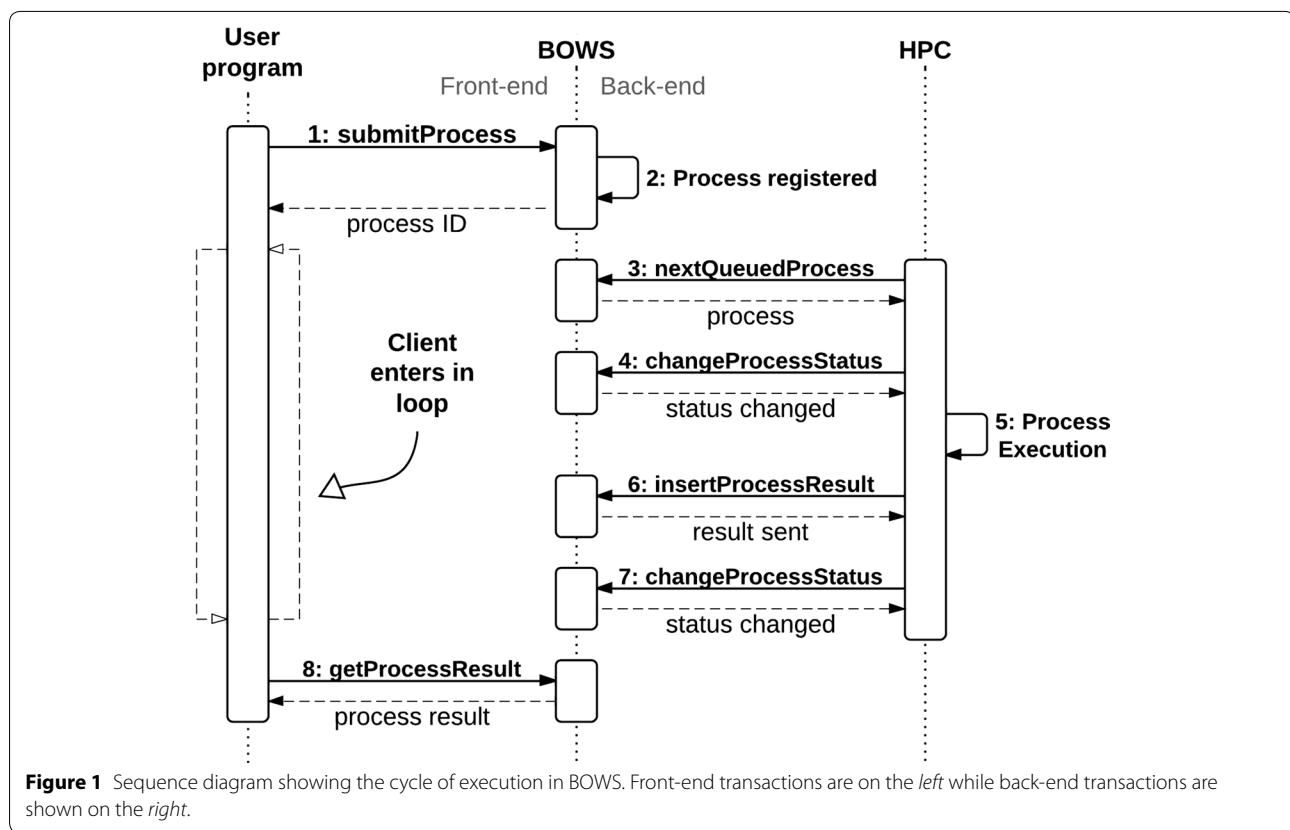 User
program
BOWS
HPC
Front-end
Back-end
1: submitProcess
2: Process registered
process ID
3: nextQueuedProcess
process
Client
enters in
loop
4: changeProcessStatus
status changed
5: Process
Execution
6: insertProcessResult
result sent
7: changeProcessStatus
status changed
8: getProcessResult
process result
Figure 1 Sequence diagram showing the cycle of execution in BOWS. Front-end transactions are on the left while back-end transactions are
shown on the right.